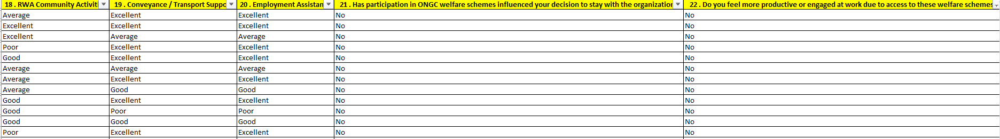 18 . RWA Community Activiti 19 . Conveyance / Transport Suppo 20 . Employment Assistan 21 . Has participation in ONGC welfare schemes influenced your decision to stay with the organization 22 . Do you feel more productive or engaged at work due to access to these welfare schemes
Average Excellent Excellent No No
Excellent Excellent Excellent No No
Excellent Average Average No No
Poor Excellent Excellent No No
Good Excellent Excellent No No
Average Average Average No No
Average Excellent Excellent No No
Average Good Good No No
Good Excellent Excellent No No
Good Poor Poor No No
Good Good Good No No
Poor Excellent Excellent No No